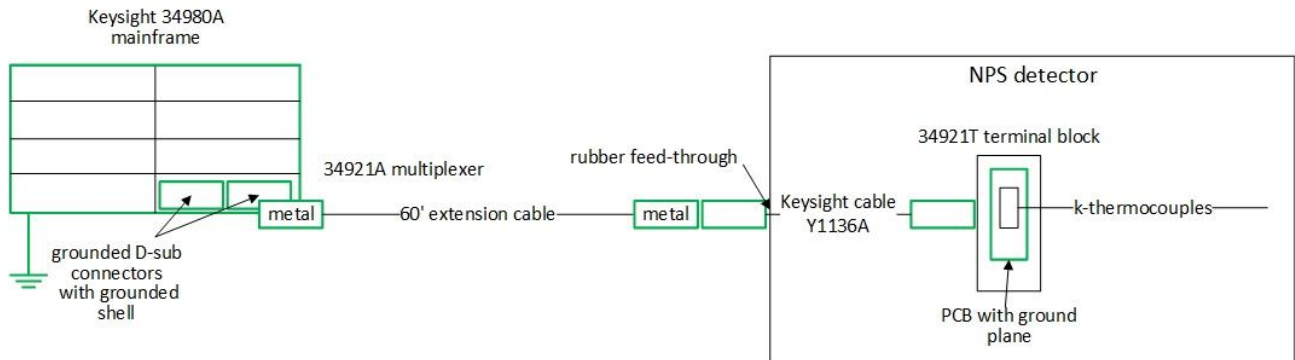 Keysight 34980A
mainframe
NPS detector
34921T terminal block
34921A multiplexer
rubber feed-through
metal
60' extension cable
metal
Keysight cable
Y1136A
k-thermocouples
grounded D-sub
connectors
with grounded
shell
PCB with ground
plane